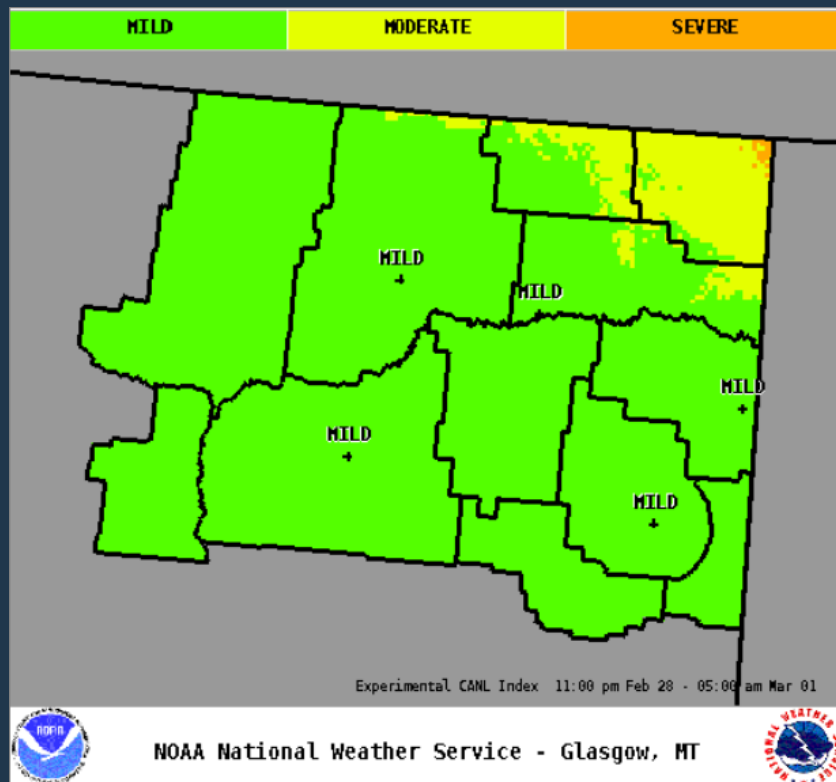 MILD MODERATE SEVERE
MILD
MILD
MILD
MILD
MILD
Experimental CANL Index 11:00 pm Feb 28 - 05:00 am Mar 01
NOAA
NOAA National Weather Service - Glasgow, MT